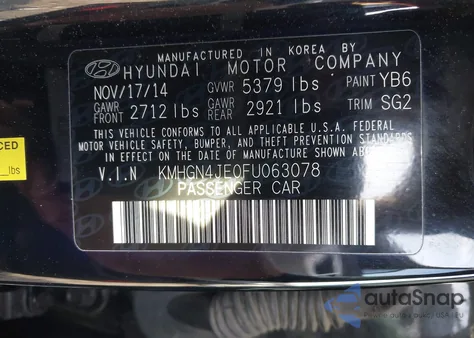 MANUFACTURED IN KOREA BY
HYUNDAI MOTOR COMPANY
NOV/17/14 GVWR 5379 lbs PAINT YB6
GAWR FRONT 2712 lbs GAWR REAR 2921 lbs TRIM SG2
THIS VEHICLE CONFORMS TO ALL APPLICABLE U.S.A. FEDERAL
MOTOR VEHICLE SAFETY, BUMPER, AND THEFT PREVENTION STANDARDS
IN EFFECT ON THE DATE OF MANUFACTURE SHOWN ABOVE.
V.I.N KMHGN4JE0FU063078
PASSENGER CAR
CED
lbs
autoSnap